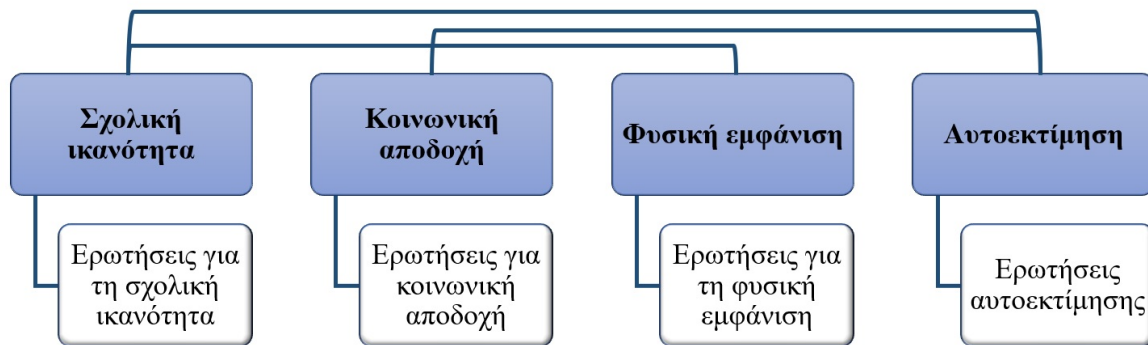 Σχολική
ικανότητα
Κοινωνική
αποδοχή
Φυσική εμφάνιση
Αυτοεκτίμηση
Ερωτήσεις για
τη σχολική
ικανότητα
Ερωτήσεις για
κοινωνική
αποδοχή
Ερωτήσεις για
τη φυσική
εμφάνιση
Ερωτήσεις
αυτοεκτίμησης